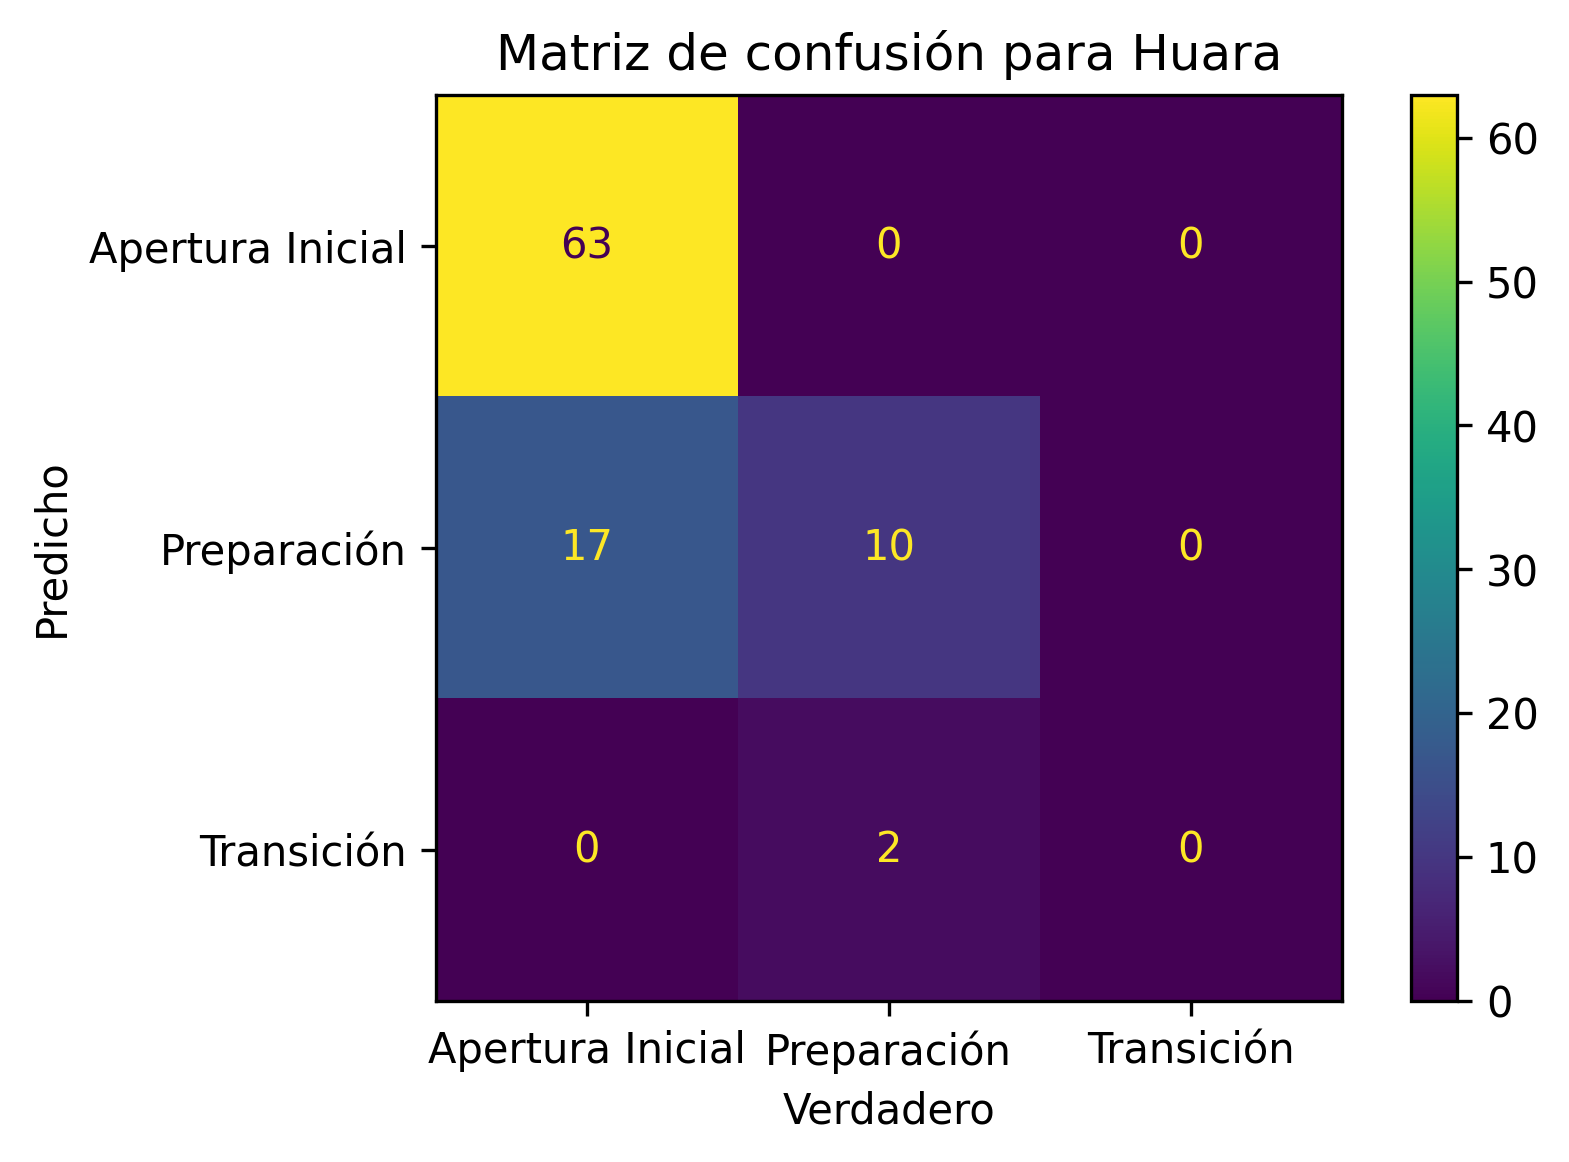 Matriz de confusión para Huara
Predicho
Apertura Inicial
63
0
0
Preparación
17
10
0
Transición
0
2
0
Apertura Inicial
Preparación
Transición
Verdadero
60
50
40
30
20
10
0